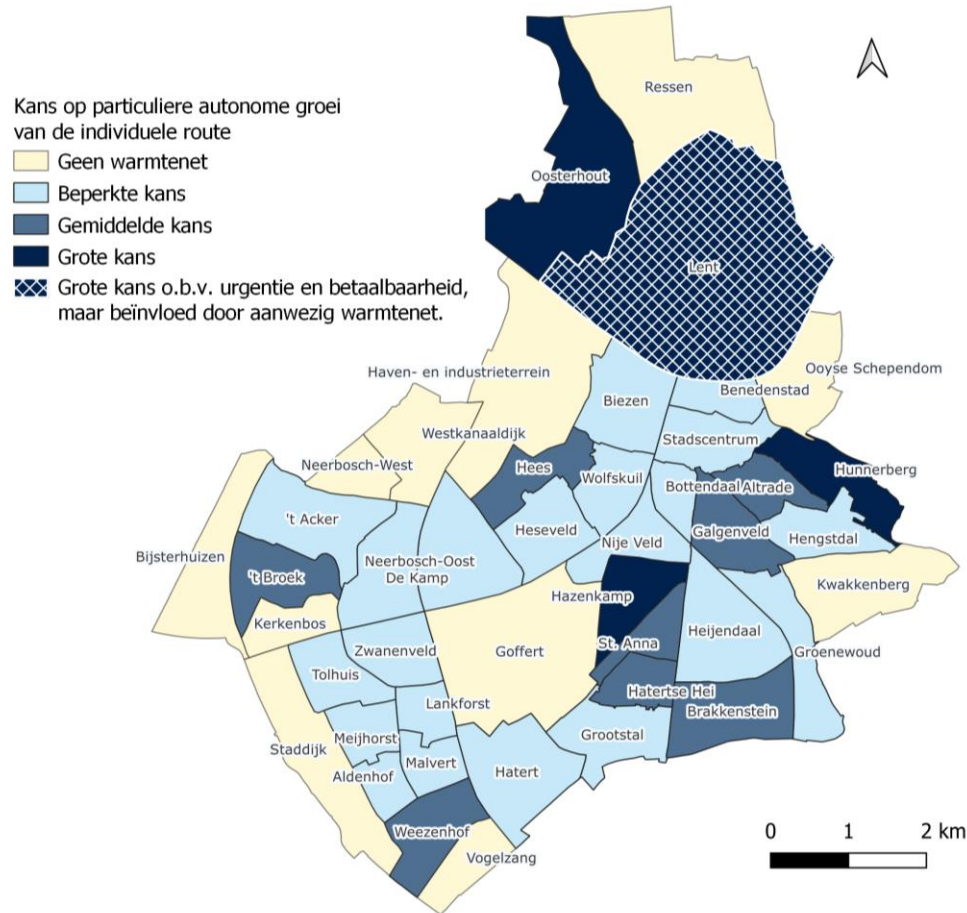 Kans op particuliere autonome groei
van de individuele route
Geen warmtenet
Beperkte kans
Gemiddelde kans
Grote kans
Grote kans o.b.v. urgentie en betaalbaarheid,
maar beïnvloed door aanwezig warmtenet.
Ressen
Oosterhout
Lent
Haven- en industrieterrein
Ooyse Schependom
Benedenstad
Biezen
Westkanaaldijk
Stadscentrum
Neerbosch-West
Hees
Hunnerberg
Wolfskuil
Bottendaal
Altrade
't Acker
Heseveld
Galgenveld
Hengstdal
Nije Veld
Bijsterhuizen
Neerbosch-Oost
De Kamp
't Broek
Kwakkenberg
Hazenkamp
Kerkenbos
Heijendaal
St. Anna
Zwanenveld
Goffert
Groenewoud
Tolhuis
Hatertse Hei
Lankforst
Brakkenstein
Grootstal
Meijhorst
Staddijk
Malvert
Hatert
Aldenhof
Weezenhof
Vogelzang
0 1 2 km